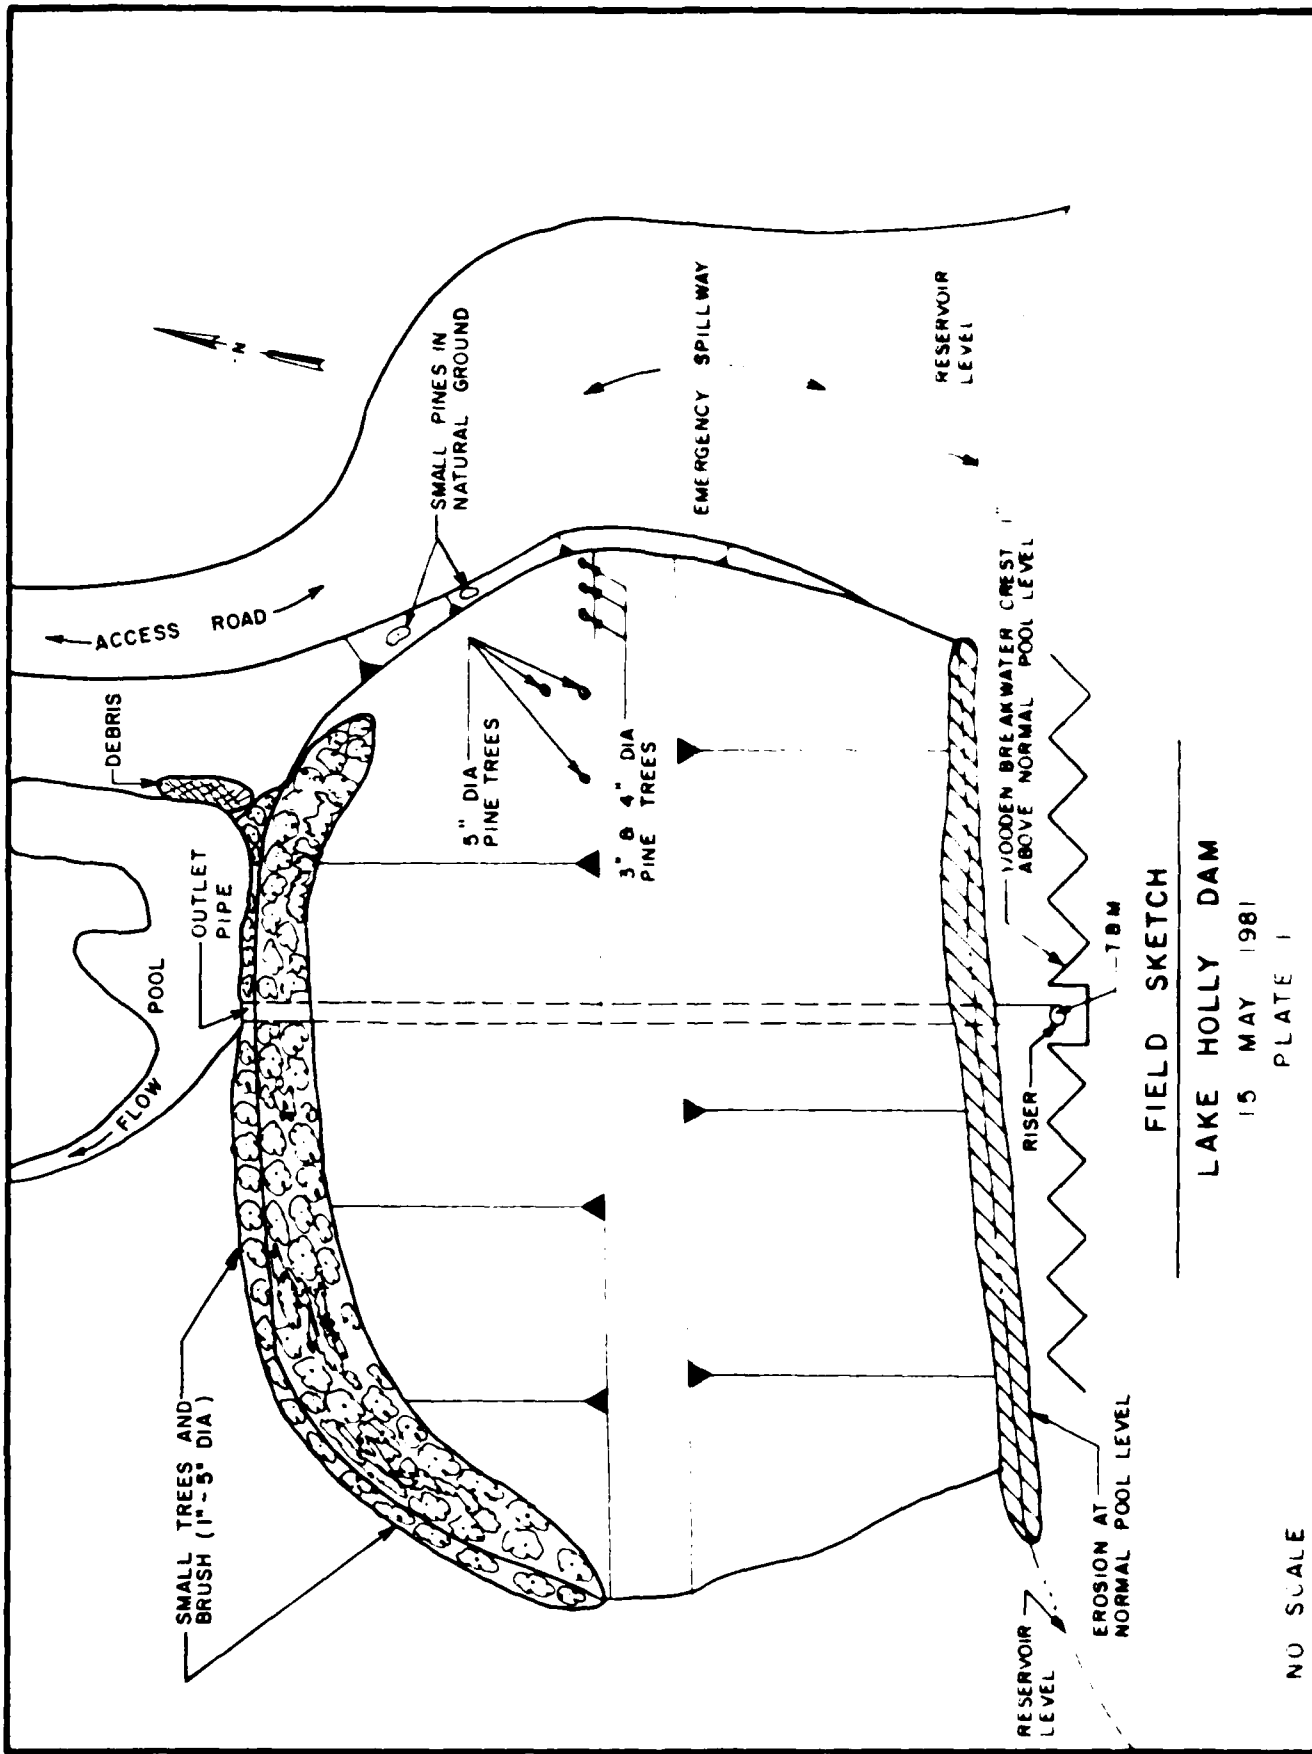 SMALL TREES AND
BRUSH (1" - 5" DIA)
FLOW
POOL
OUTLET
PIPE
DEBRIS
ACCESS ROAD
N
SMALL PINES IN
NATURAL GROUND
5" DIA
PINE TREES
3" & 4" DIA
PINE TREES
EMERGENCY SPILLWAY
RESERVOIR
LEVEL
WOODEN BREAKWATER CREST 1"
ABOVE NORMAL POOL LEVEL
TBM
RISER
EROSION AT
NORMAL POOL LEVEL
RESERVOIR
LEVEL
FIELD SKETCH
LAKE HOLLY DAM
15 MAY 1981
PLATE 1
NO SCALE